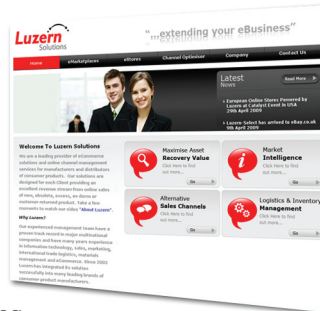 Luzern
Solutions
"...extending your eBusiness"
Home
eMarketplaces
eStores
Channel Optimiser
Company
Contact Us
Latest
News
Read More
> European Online Stores Powered by
Luzern at Catalyst Event in USA
29th April 2009
> Luzern-Select has arrived to eBay.co.uk
9th April 2009
Welcome To Luzern Solutions
We are a leading provider of eCommerce
solutions and online channel management
services for manufacturers and distributors
of consumer products. Our solutions are
designed for each Client providing an
excellent revenue stream from online sales
of new, obsolete, excess, ex demo or
customer returned product. Take a few
moments to watch our video "About Luzern".
Why Luzern?
Our experienced management team have a
proven track record in major multinational
companies and have many years experience
in information technology, sales, marketing,
international trade logistics, materials
management and eCommerce. Since 2003
Luzern has integrated its solution
successfully into many leading brands of
consumer product manufacturers.
Maximise Asset
Recovery Value
Click Here to find
out more...
Go
Market
Intelligence
Click Here to find
out more...
Go
Alternative
Sales Channels
Click Here to find
out more...
Go
Logistics & Inventory
Management
Click Here to find
out more...
Go